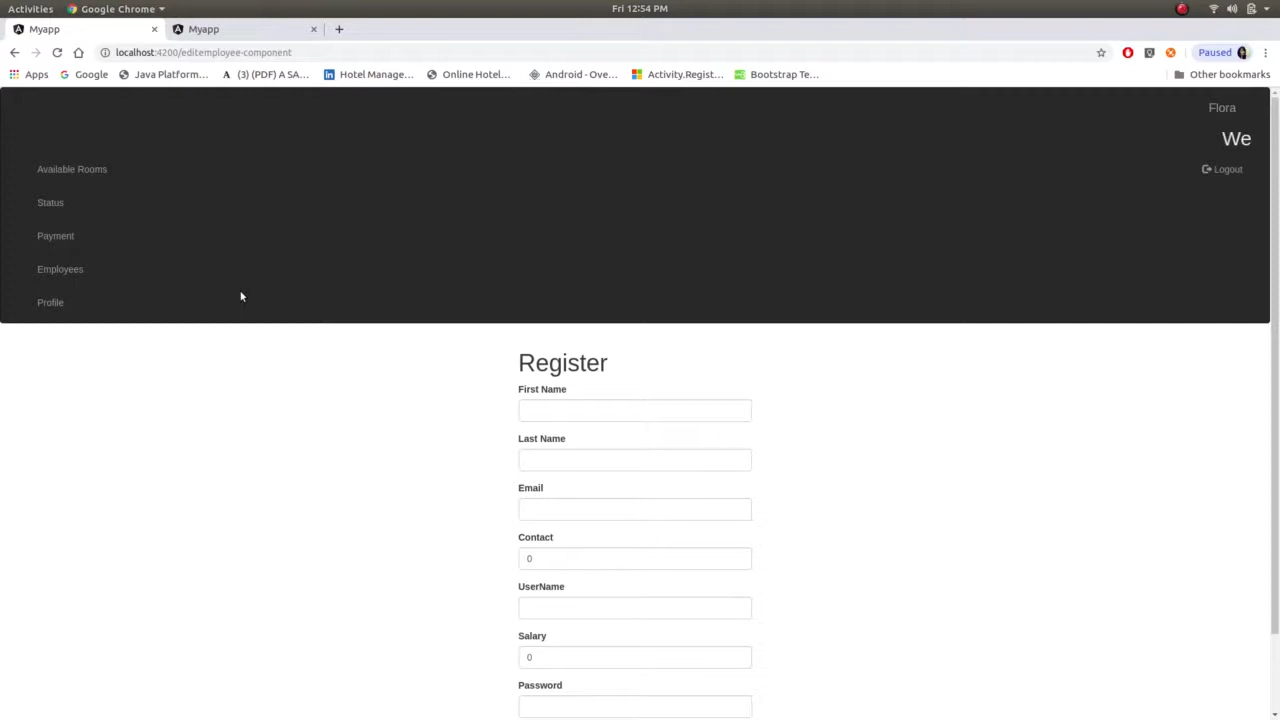 Activities Google Chrome Fri 12:54 PM
Myapp Myapp
localhost:4200/editemployee-component Paused
Apps Google Java Platform... (3) (PDF) A SA... Hotel Manage... Online Hotel... Android - Ove... Activity.Regist... Bootstrap Te... Other bookmarks
Flora
We
Available Rooms Logout
Status
Payment
Employees
Profile
Register
First Name
Last Name
Email
Contact
0
UserName
Salary
0
Password